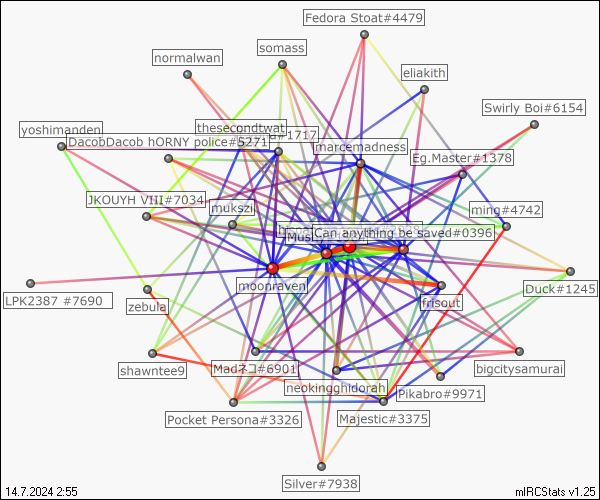 Fedora Stoat#4479
somass
normalwan
eliakith
Swirly Boi#6154
yoshimanden
thesecondtwat
#1717
DacobDacob hORNY police#5271
marcemadness
Eg.Master#1378
JKOUYH VIII#7034
mukszil
ming#4742
Can anything be saved#0396
moonraven
LPK2387 #7690
zebula
frisout
Duck#1245
shawntee9
Madネコ#6901
neokingghidorah
bigcitysamurai
Pikabro#9971
Pocket Persona#3326
Majestic#3375
Silver#7938
14.7.2024 2:55
mIRCStats v1.25